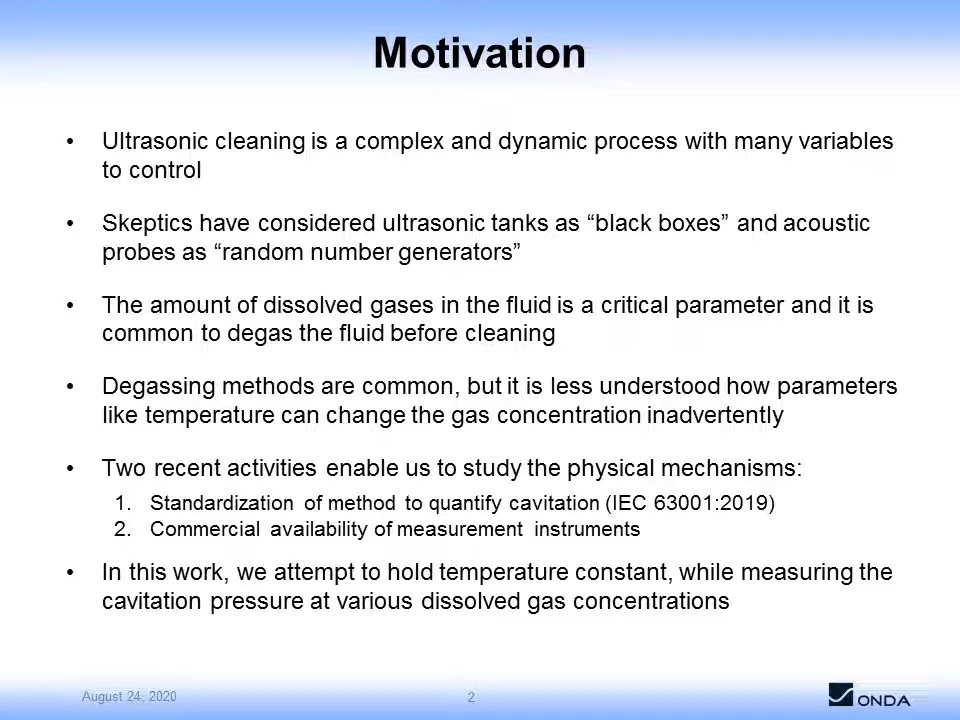 Motivation
• Ultrasonic cleaning is a complex and dynamic process with many variables
to control
• Skeptics have considered ultrasonic tanks as “black boxes” and acoustic
probes as “random number generators”
• The amount of dissolved gases in the fluid is a critical parameter and it is
common to degas the fluid before cleaning
• Degassing methods are common, but it is less understood how parameters
like temperature can change the gas concentration inadvertently
• Two recent activities enable us to study the physical mechanisms:
1. Standardization of method to quantify cavitation (IEC 63001:2019)
2. Commercial availability of measurement instruments
• In this work, we attempt to hold temperature constant, while measuring the
cavitation pressure at various dissolved gas concentrations
August 24, 2020
2
ONDA